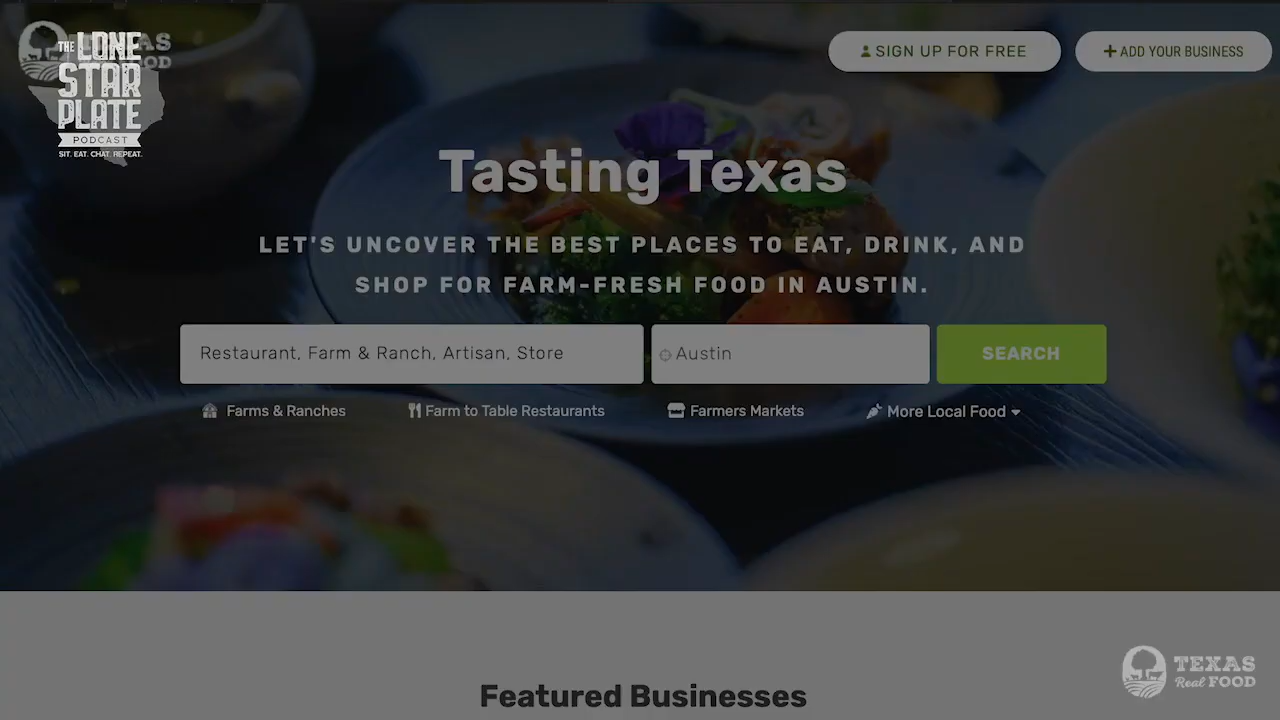 THE LONE
STAR
PLATE
PODCAST
SIT. EAT. CHAT. REPEAT.
SIGN UP FOR FREE
ADD YOUR BUSINESS
Tasting Texas
LET'S UNCOVER THE BEST PLACES TO EAT, DRINK, AND
SHOP FOR FARM-FRESH FOOD IN AUSTIN.
Restaurant, Farm & Ranch, Artisan, Store
Austin
SEARCH
Farms & Ranches
Farm to Table Restaurants
Farmers Markets
More Local Food
Featured Businesses
TEXAS
Real FOOD